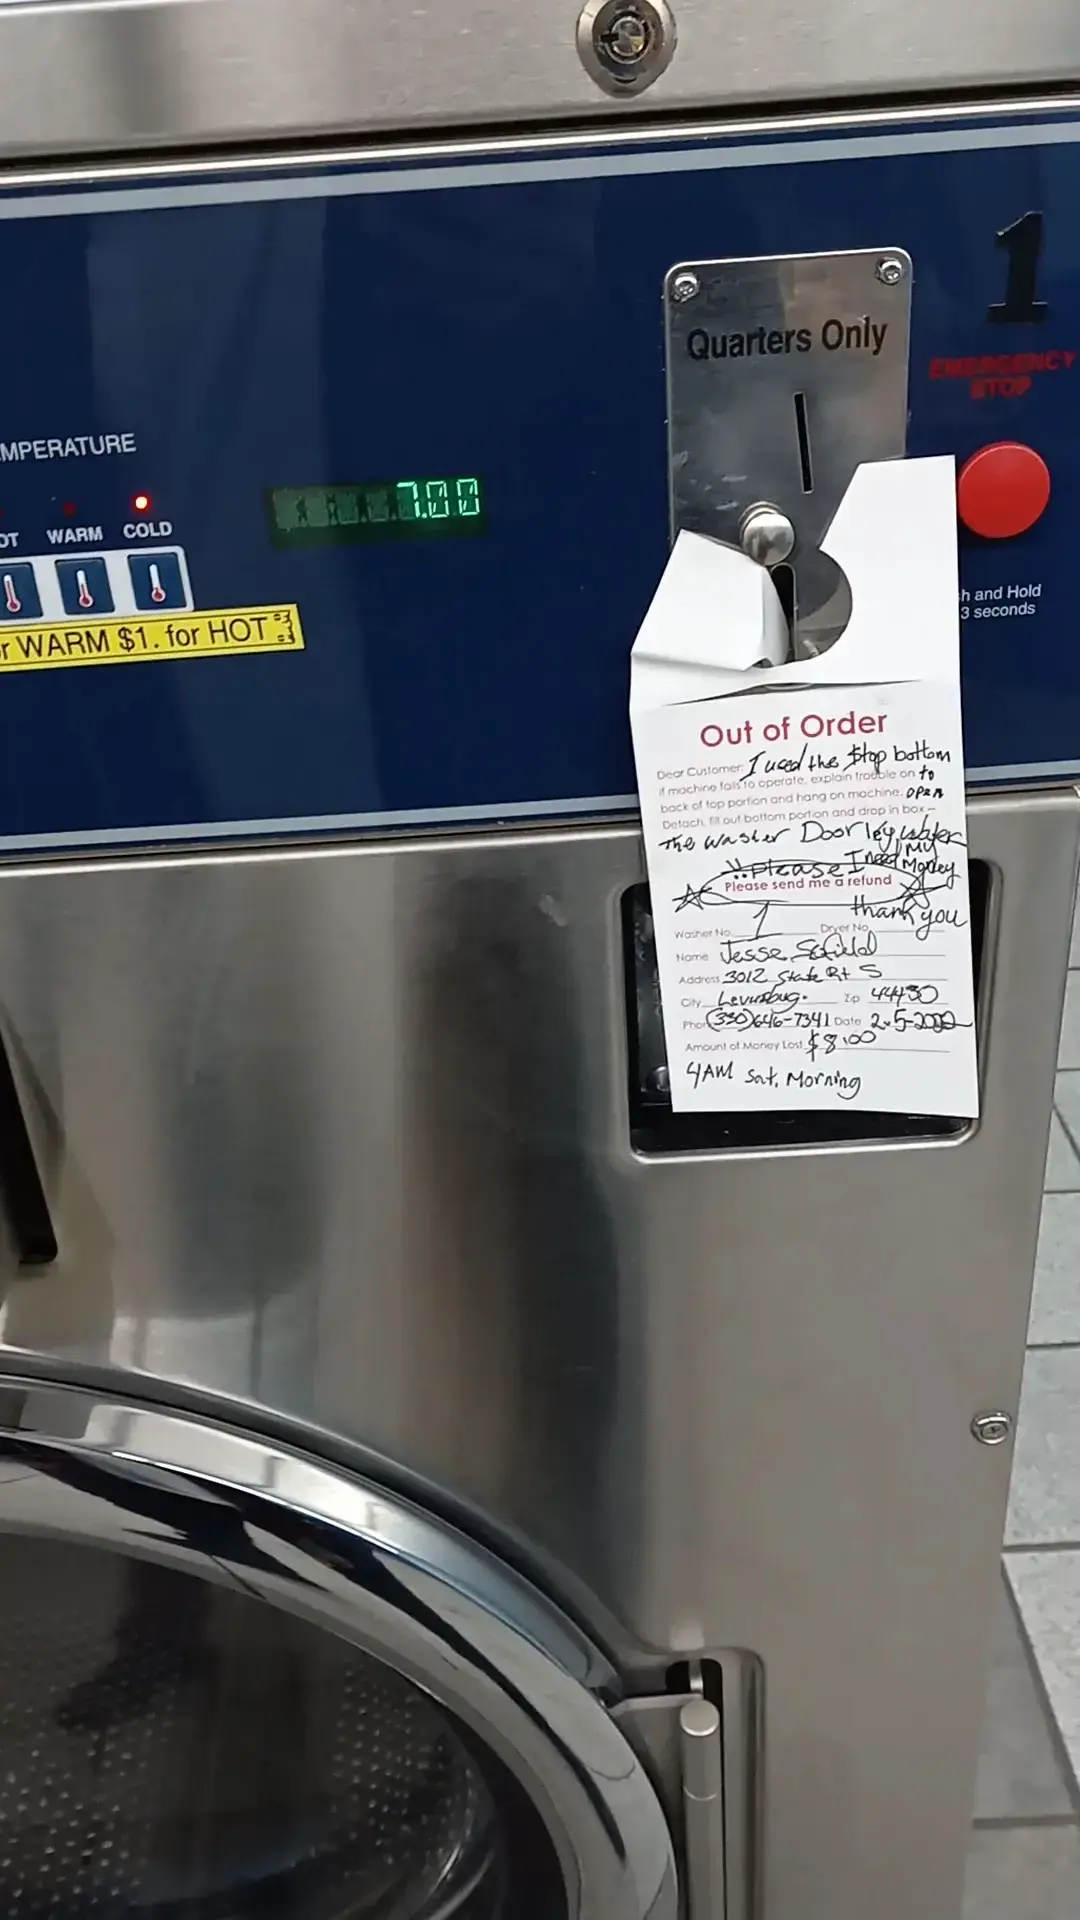 1
Quarters Only
EMERGENCY
STOP
MPERATURE
OT WARM COLD
7.00
r WARM $1. for HOT
h and Hold
3 seconds
Out of Order
Dear Customer: I used the Stop bottom
If machine fails to operate, explain trouble on to
back of top portion and hang on machine. open
Detach, fill out bottom portion and drop in box –
The washer Door
!! Please I need My
Money
Please send me a refund
thank you
Washer No. 1 Dryer No.
Name Jesse
Address 3012 State Rt S
City Zip 44430
Phon (330)646-7341 Date 2-5-2022
Amount of Money Lost $8.00
4AM Sat. Morning